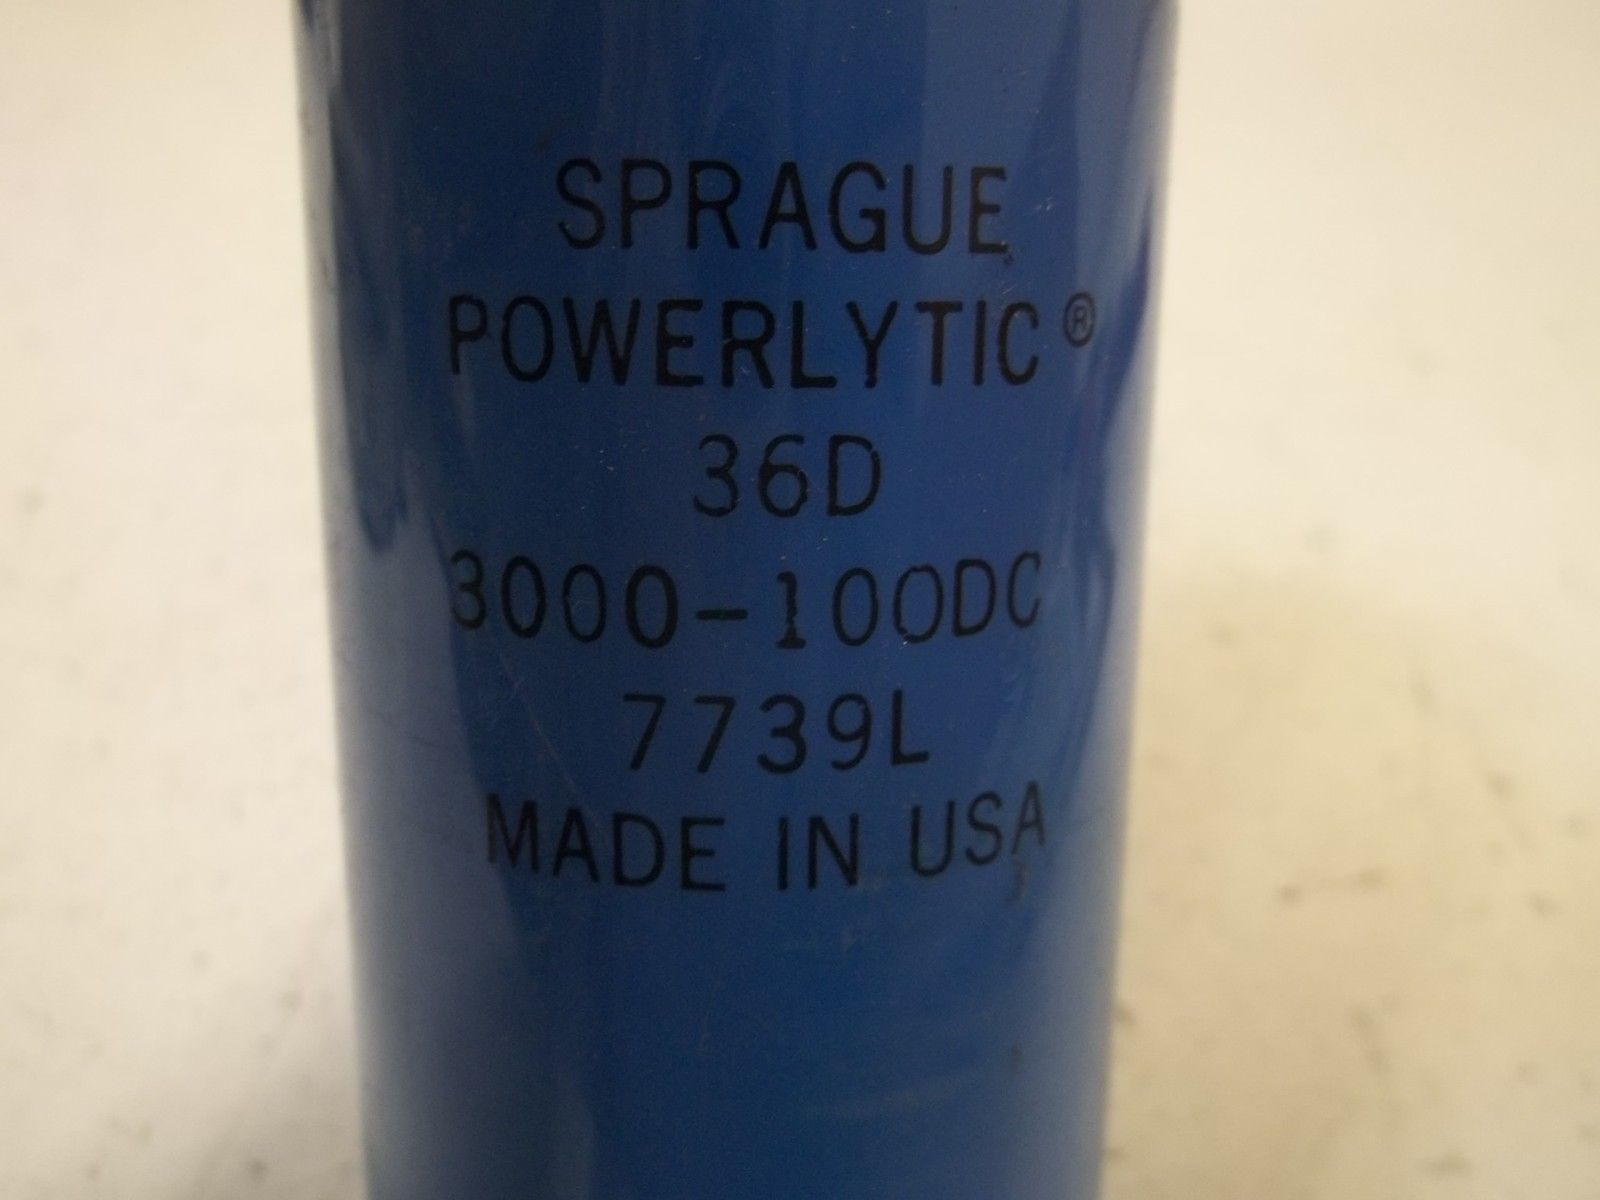 SPRAGUE
POWERLYTIC®
36D
3000-100DC
7739L
MADE IN USA